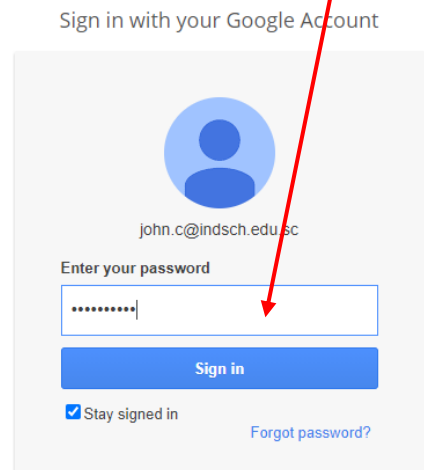 Sign in with your Google Account
john.c@indsch.edu.sc
Enter your password
••••••••••
Sign in
Stay signed in
Forgot password?